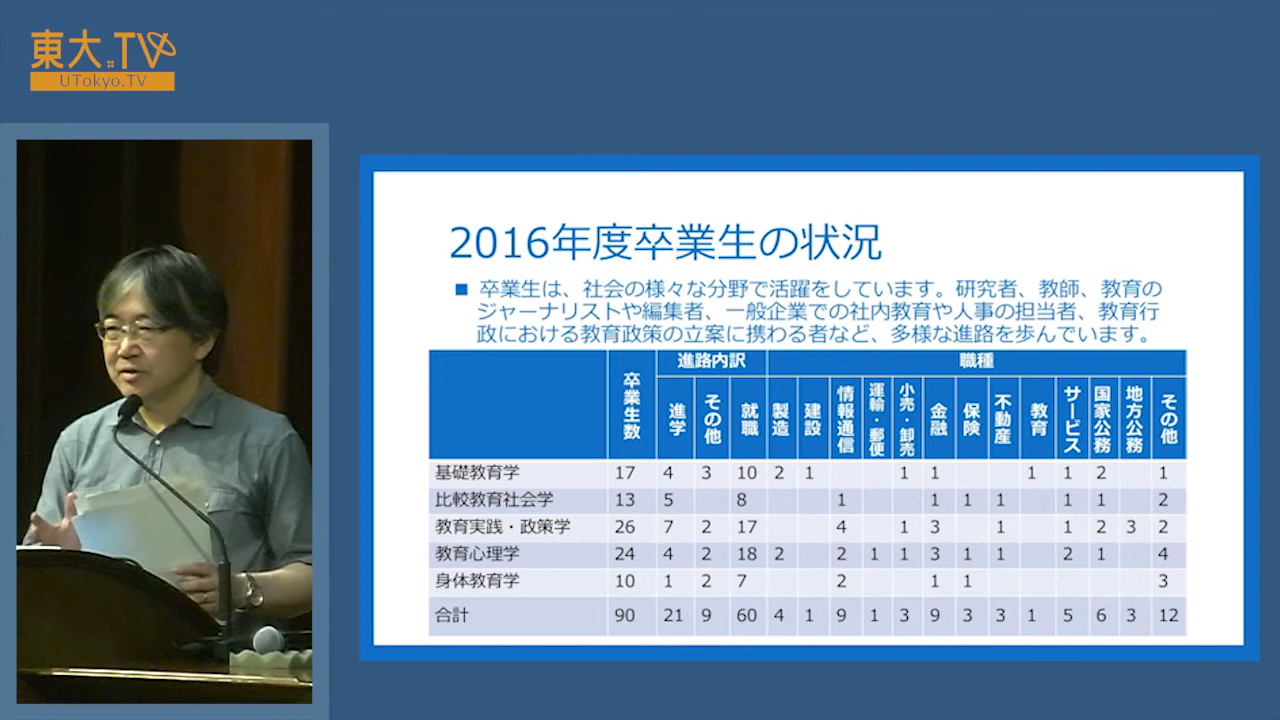 東大.TV
UTokyo.TV
2016年度卒業生の状況
■ 卒業生は、社会の様々な分野で活躍をしています。研究者、教師、教育の
ジャーナリストや編集者、一般企業での社内教育や人事の担当者、教育行
政における教育政策の立案に携わる者など、多様な進路を歩んでいます。
卒業生数 進路内訳 職種
進学 その他 就職 製造 建設 情報通信 運輸・郵便 小売・卸売 金融 保険 不動産 教育 サービス 国家公務 地方公務 その他
基礎教育学 17 4 3 10 2 1 1 1 1 1 2 1
比較教育社会学 13 5 8 1 1 1 1 1 1 2
教育実践・政策学 26 7 2 17 4 1 3 1 1 2 3 2
教育心理学 24 4 2 18 2 2 1 1 3 1 1 2 1 4
身体教育学 10 1 2 7 2 1 1 3
合計 90 21 9 60 4 1 9 1 3 9 3 3 1 5 6 3 12